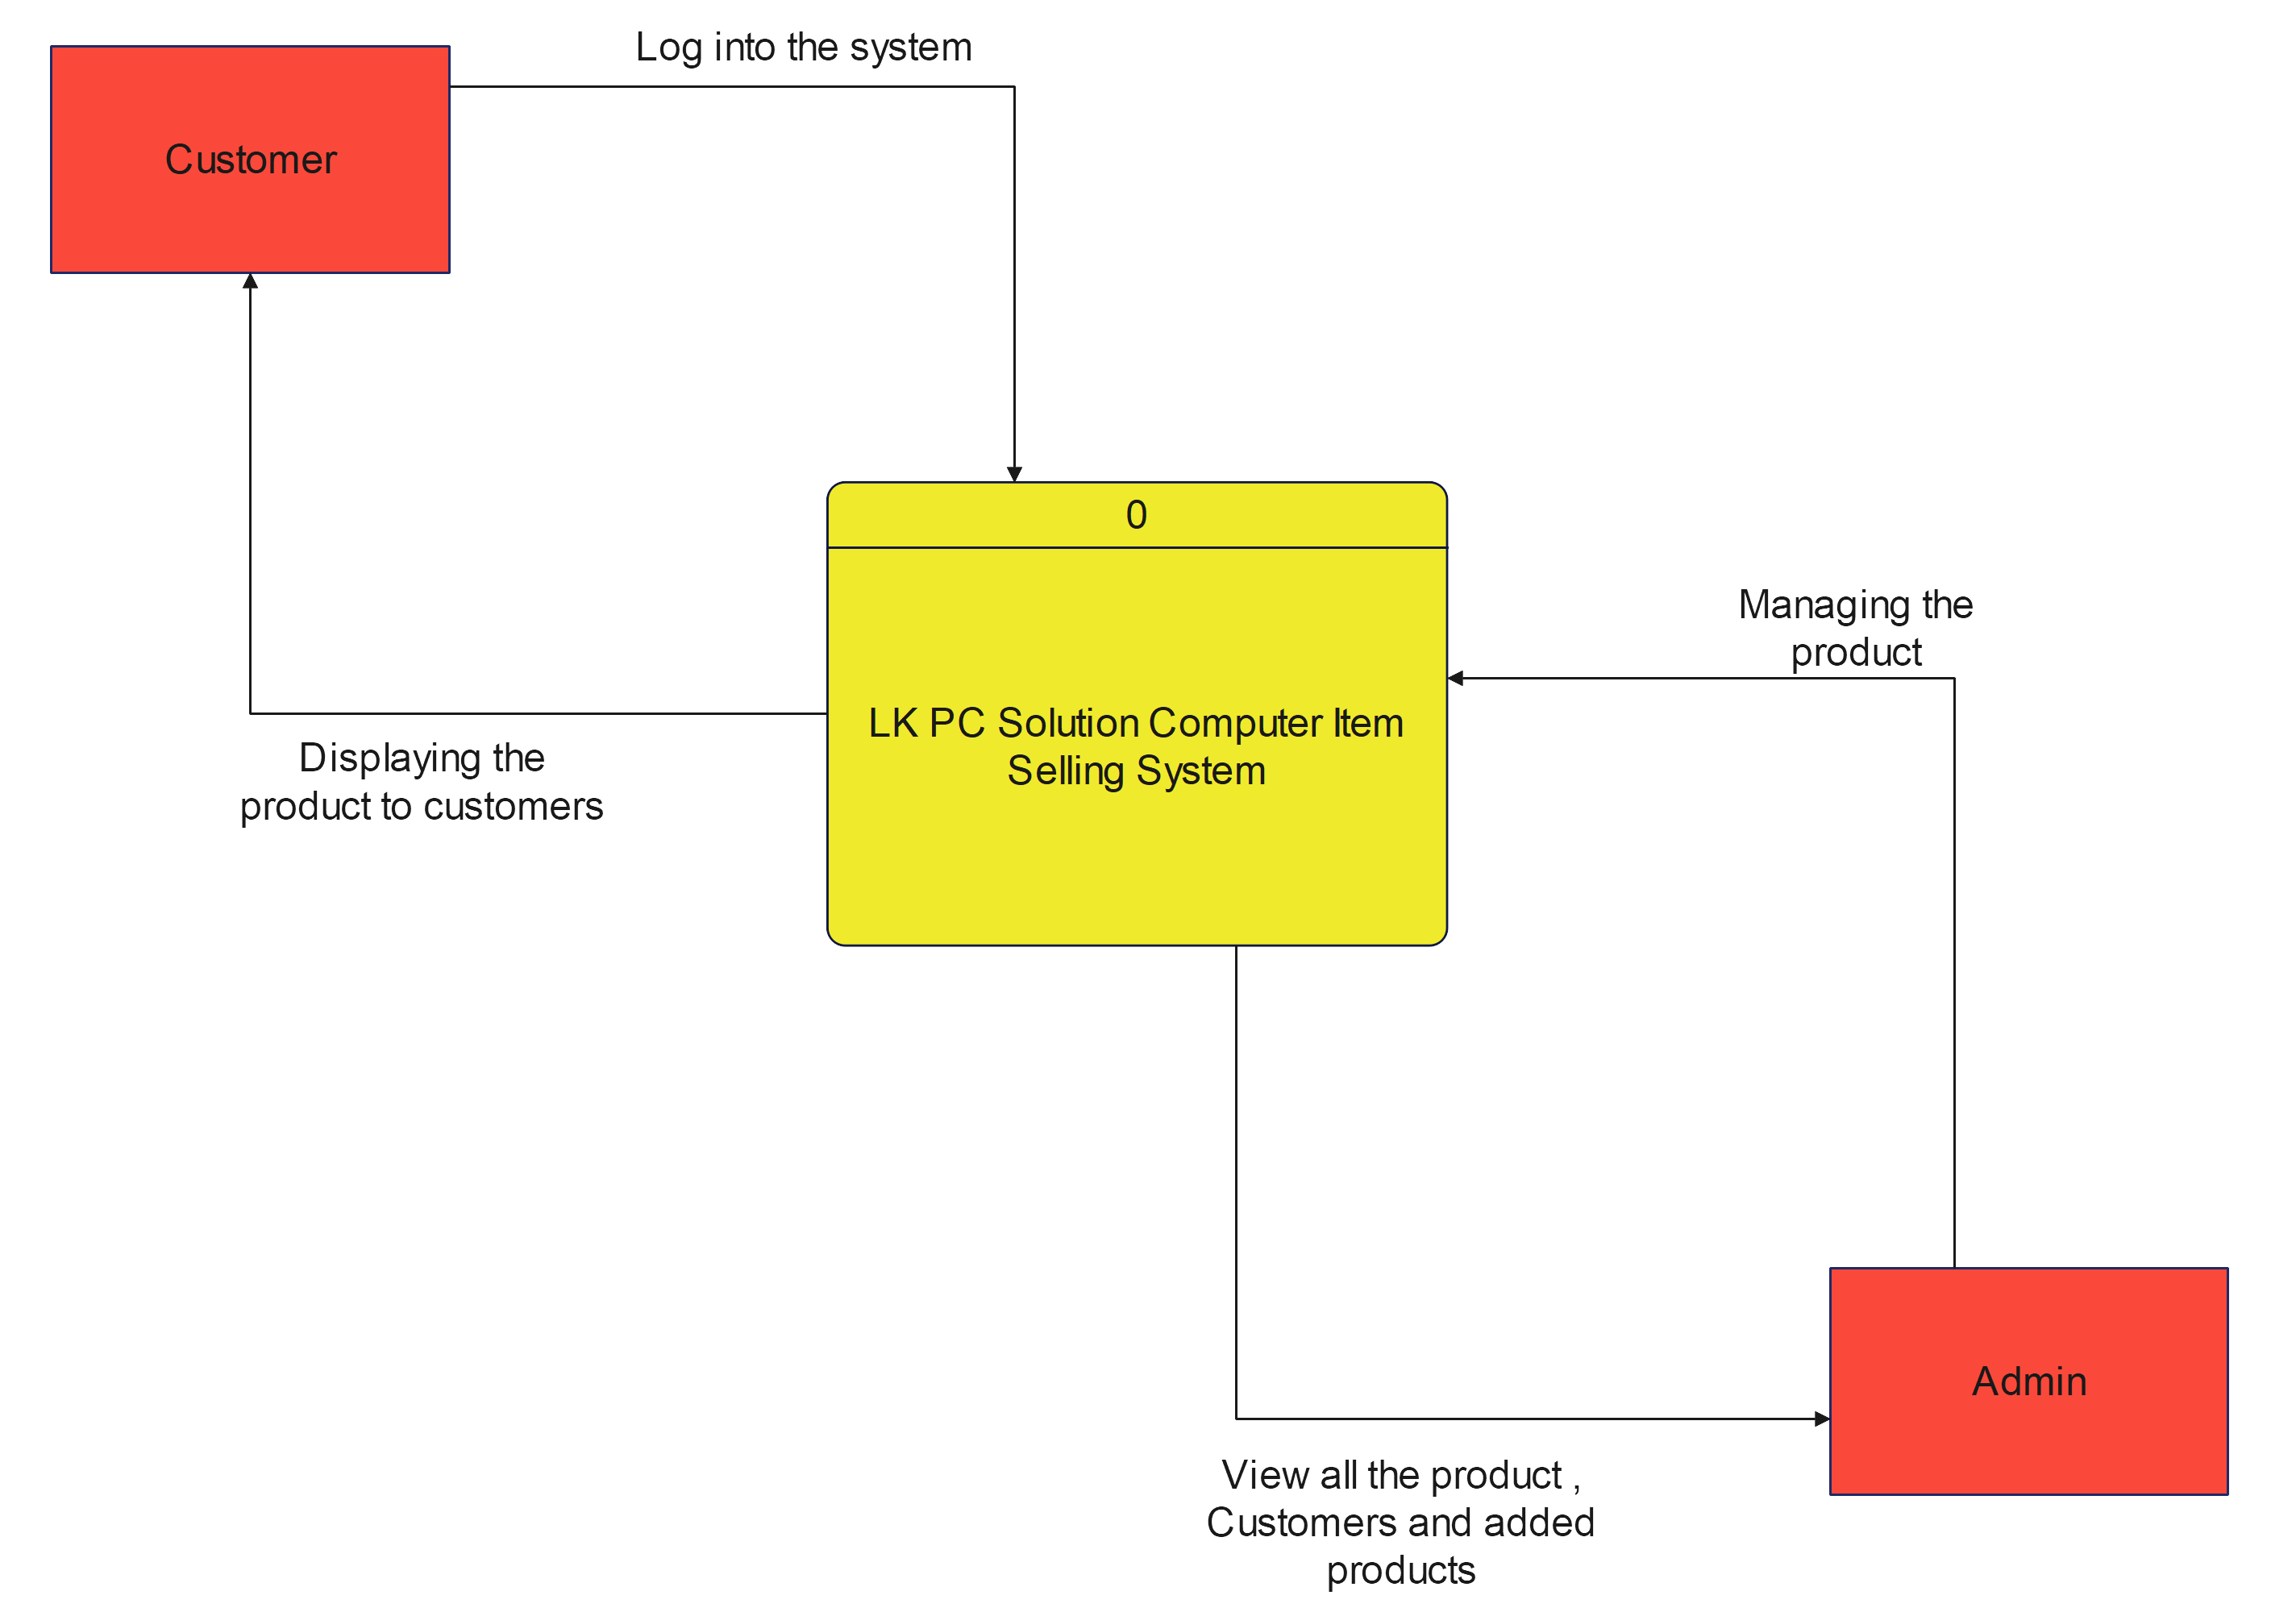 Log into the system
Customer
0
Managing the
product
LK PC Solution Computer Item
Selling System
Displaying the
product to customers
Admin
View all the product ,
Customers and added
products